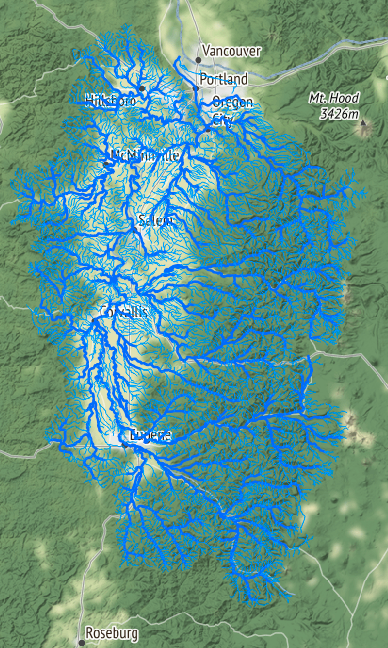 Vancouver
Portland
Hillsboro
Oregon
City
Mt. Hood
3426m
McMinnville
Salem
Corvallis
Eugene
Roseburg